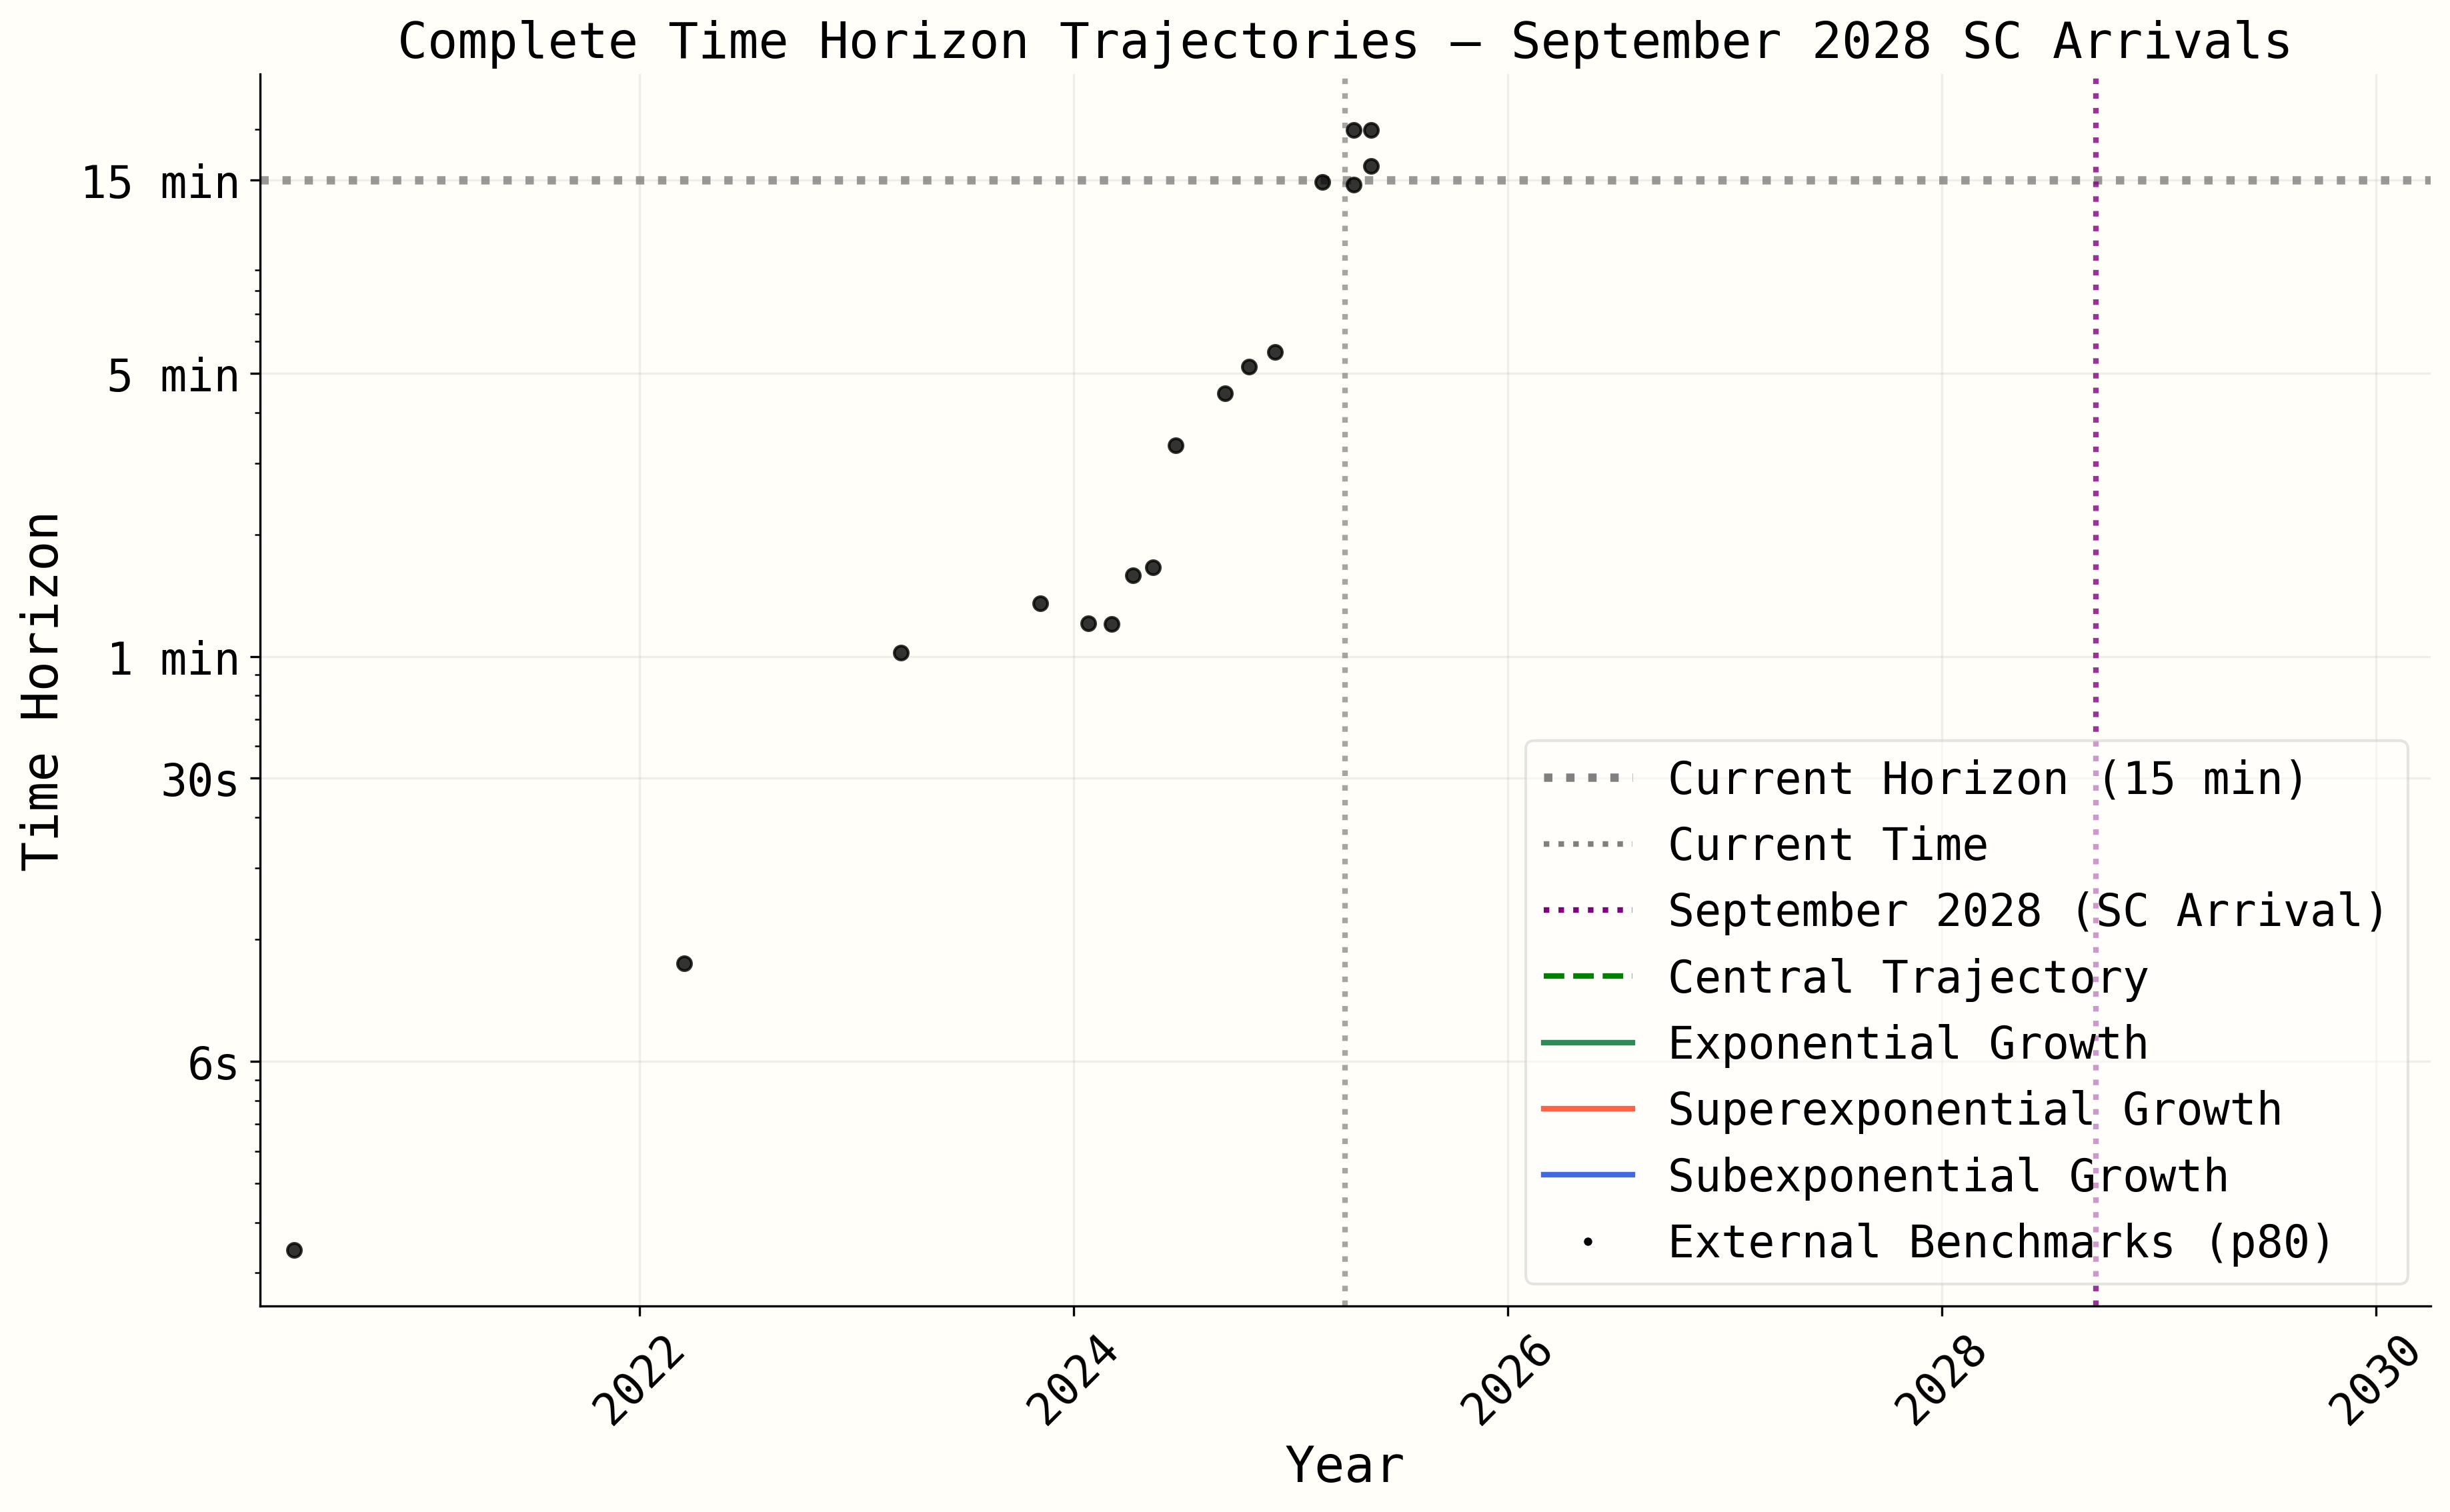 Complete Time Horizon Trajectories — September 2028 SC Arrivals
Time Horizon
15 min
5 min
1 min
30s
6s
Current Horizon (15 min)
Current Time
September 2028 (SC Arrival)
Central Trajectory
Exponential Growth
Superexponential Growth
Subexponential Growth
External Benchmarks (p80)
2022
2024
2026
2028
2030
Year